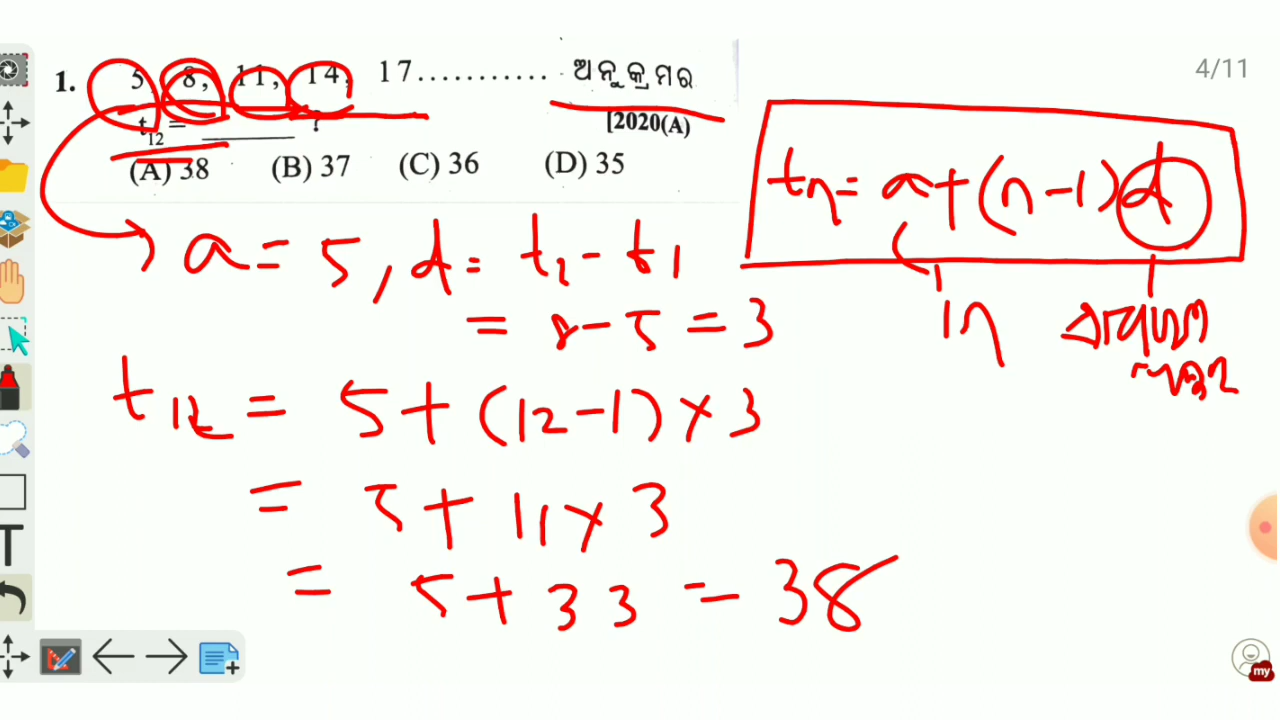 1. 5, 8, 11, 14, 17........... ଅନୁକ୍ରମର
t12 = ________ ? [2020(A)
(A) 38 (B) 37 (C) 36 (D) 35
4/11
tn = a+(n-1)d
a = 5, d = t2 - t1
= 8-5 = 3
t12 = 5+(12-1)×3
= 5+11×3
= 5+33 = 38
T
my